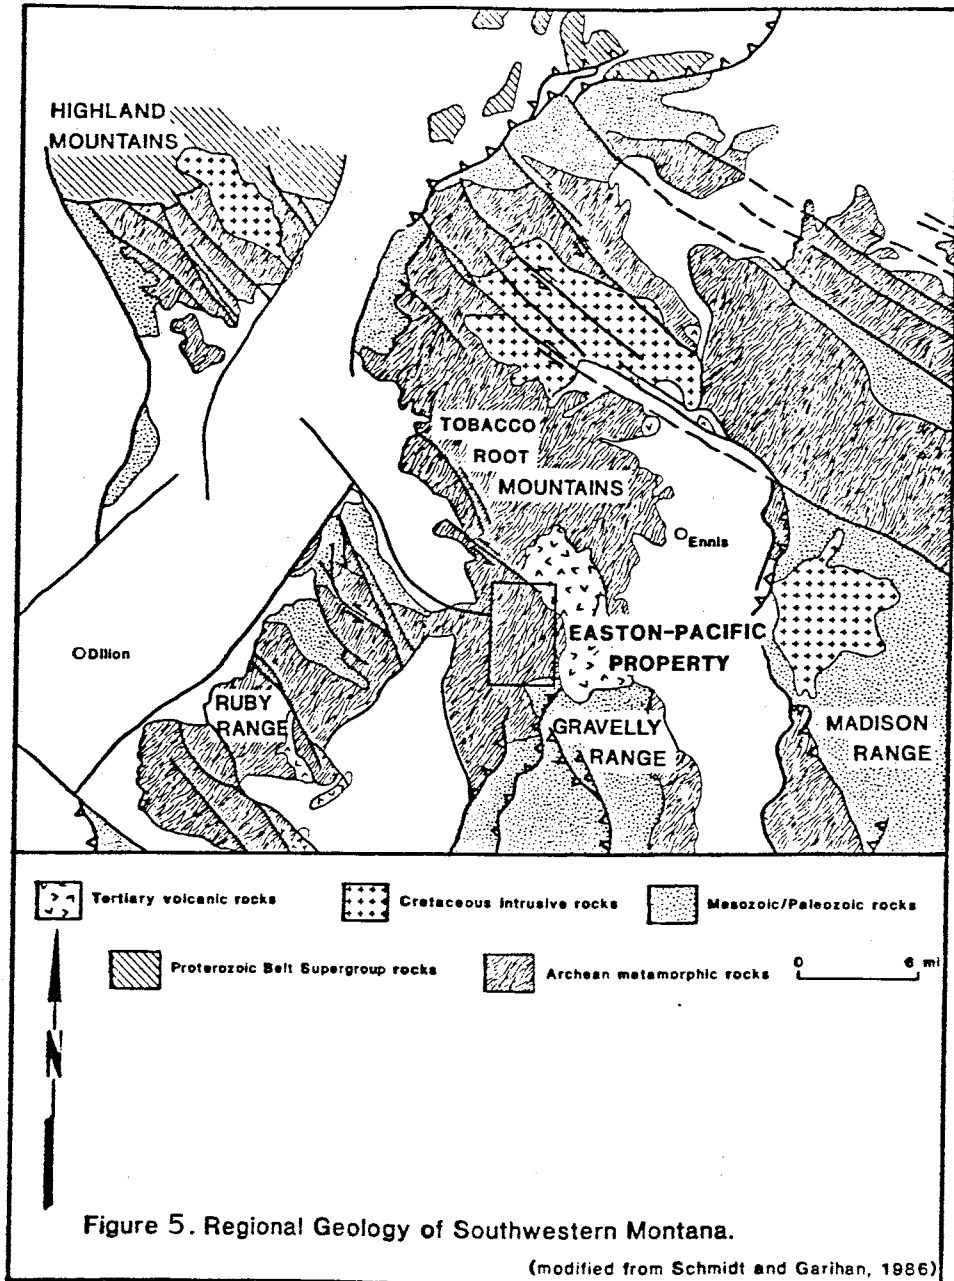 HIGHLAND
MOUNTAINS
TOBACCO
ROOT
MOUNTAINS
Ennis
EASTON-PACIFIC
PROPERTY
Dillon
RUBY
RANGE
GRAVELLY
RANGE
MADISON
RANGE
Tertiary volcanic rocks
Cretaceous intrusive rocks
Mesozoic/Paleozoic rocks
Proterozoic Belt Supergroup rocks
Archean metamorphic rocks
0 6 mi
N
Figure 5. Regional Geology of Southwestern Montana.
(modified from Schmidt and Garihan, 1986)